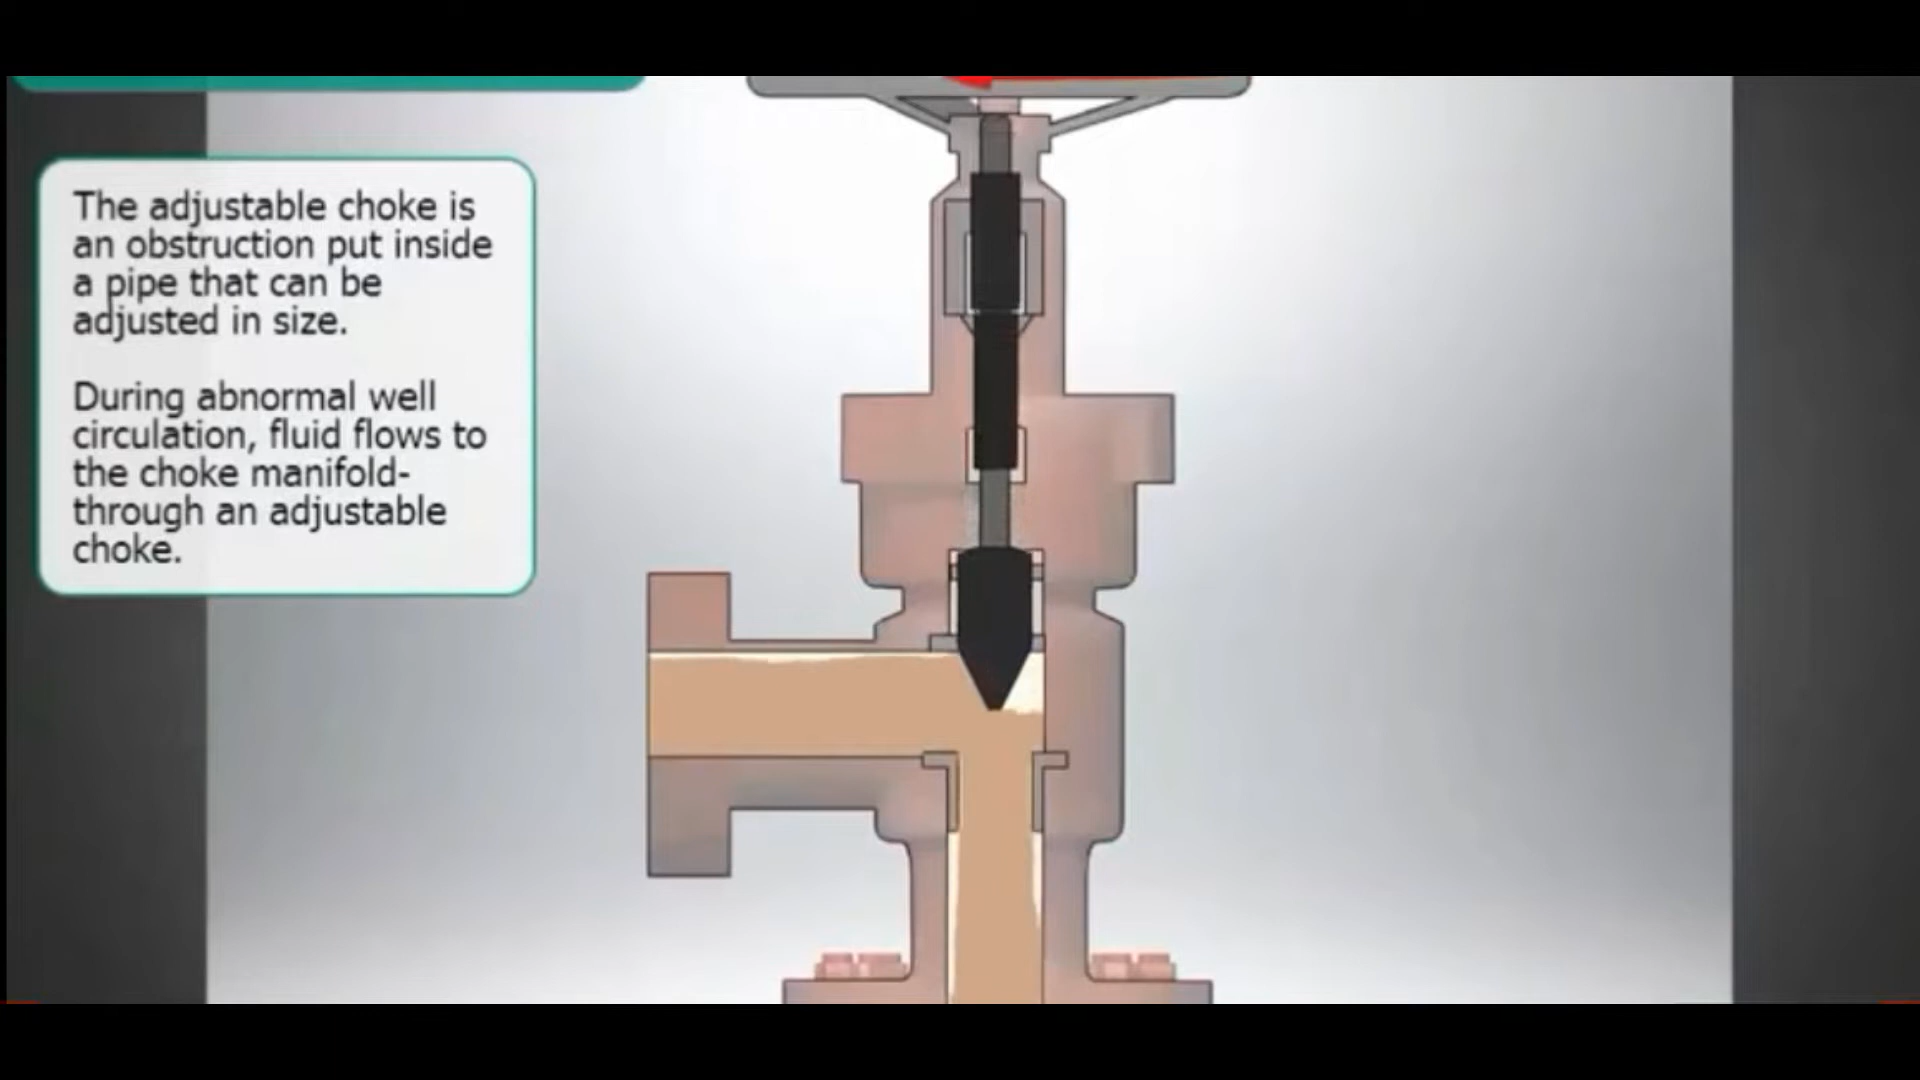 The adjustable choke is
an obstruction put inside
a pipe that can be
adjusted in size.
During abnormal well
circulation, fluid flows to
the choke manifold-
through an adjustable
choke.